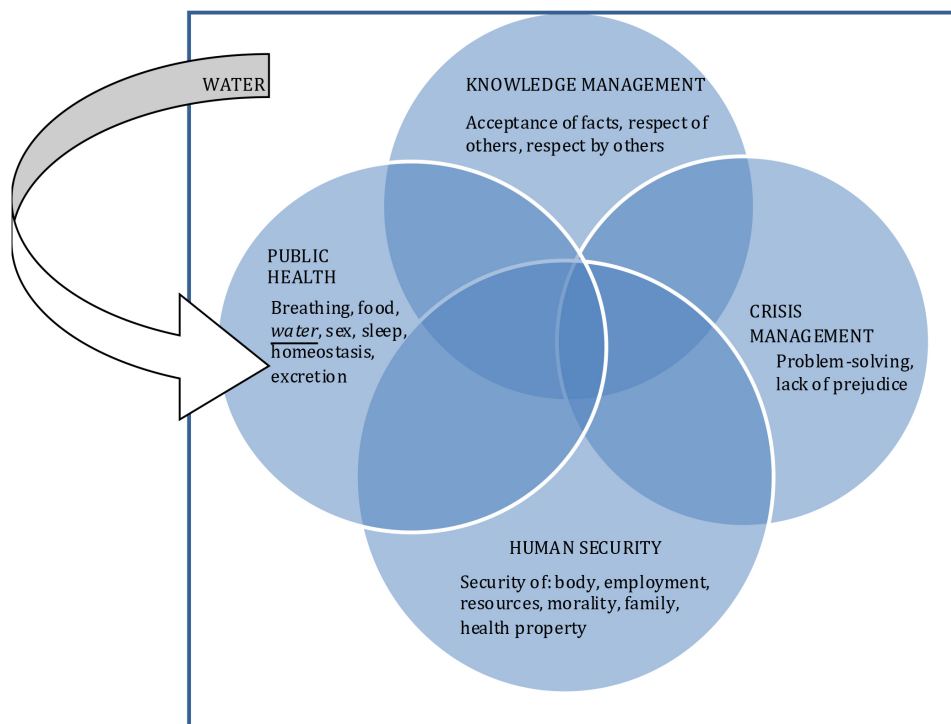 WATER
KNOWLEDGE MANAGEMENT
Acceptance of facts, respect of
others, respect by others
PUBLIC
HEALTH
Breathing, food,
water, sex, sleep,
homeostasis,
excretion
CRISIS
MANAGEMENT
Problem-solving,
lack of prejudice
HUMAN SECURITY
Security of: body, employment,
resources, morality, family,
health property